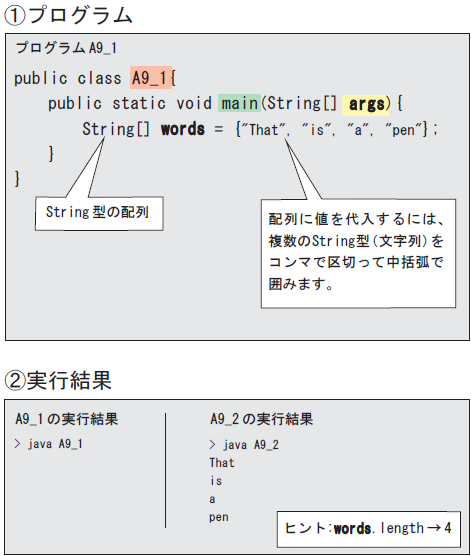 ①プログラム
プログラム A9_1
public class A9_1{
public static void main(String[] args){
String[] words = {"That", "is", "a", "pen"};
}
}
String 型の配列
配列に値を代入するには、
複数のString型(文字列)を
コンマで区切って中括弧で
囲みます。
②実行結果
A9_1 の実行結果
> java A9_1
A9_2 の実行結果
> java A9_2
That
is
a
pen
ヒント:words.length→4